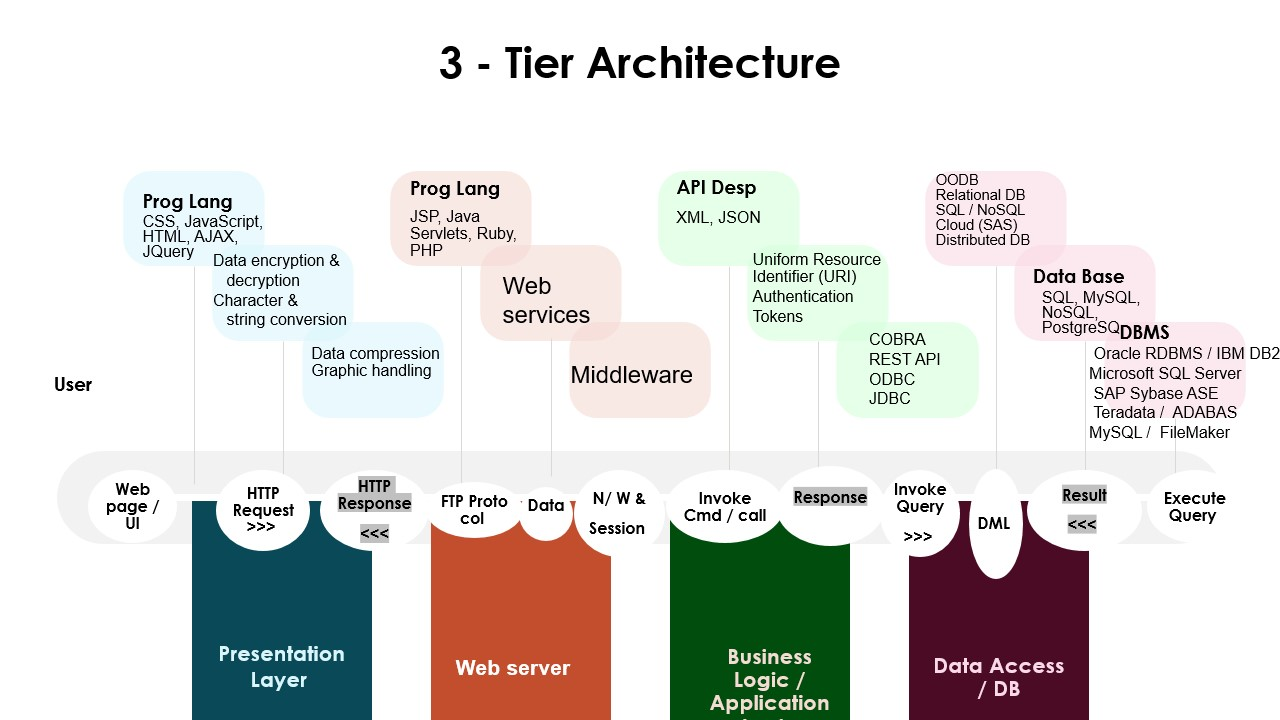 3 - Tier Architecture
Prog Lang
CSS, JavaScript,
HTML, AJAX,
JQuery
Data encryption &
decryption
Character &
string conversion
Data compression
Graphic handling
Prog Lang
JSP, Java
Servlets, Ruby,
PHP
Web
services
Middleware
API Desp
XML, JSON
Uniform Resource
Identifier (URI)
Authentication
Tokens
COBRA
REST API
ODBC
JDBC
OODB
Relational DB
SQL / NoSQL
Cloud (SAS)
Distributed DB
Data Base
SQL, MySQL,
NoSQL,
PostgreSQ
DBMS
Oracle RDBMS / IBM DB2
Microsoft SQL Server
SAP Sybase ASE
Teradata / ADABAS
MySQL / FileMaker
User
Web
page /
UI
HTTP
Request
>>>
HTTP
Response
<<<
FTP Proto
col
Data
N/ W &
Session
Invoke
Cmd / call
Response
Invoke
Query
>>>
DML
Result
<<<
Execute
Query
Presentation
Layer
Web server
Business
Logic /
Application
Data Access
/ DB